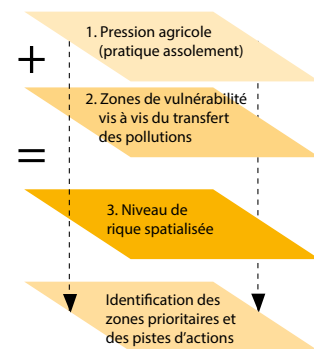 1. Pression agricole
(pratique assolement)
+
2. Zones de vulnérabilité
vis à vis du transfert
des pollutions
=
3. Niveau de
rique spatialisée
Identification des
zones prioritaires et
des pistes d'actions